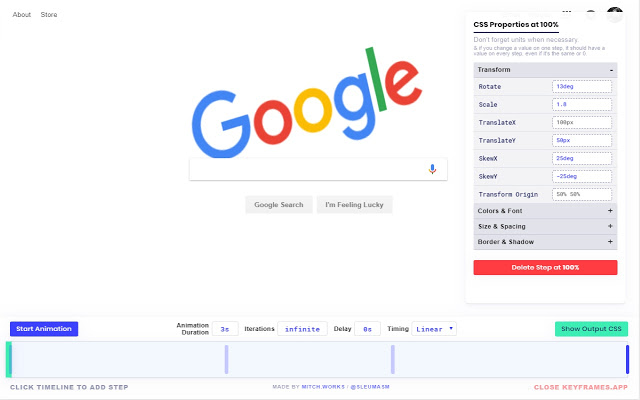 About Store
Google
Google Search I'm Feeling Lucky
CSS Properties at 100%
Don't forget units when necessary.
& if you change a value on one step, it should have a
value on every step, even if it's the same or 0.
Transform -
Rotate 13deg
Scale 1.8
TranslateX 100px
TranslateY 50px
SkewX 25deg
SkewY -25deg
Transform Origin 50% 50%
Colors & Font +
Size & Spacing +
Border & Shadow +
Delete Step at 100%
Start Animation
Animation
Duration 3s Iterations infinite Delay 0s Timing Linear
Show Output CSS
CLICK TIMELINE TO ADD STEP
MADE BY MITCH.WORKS / @SLEUMASM
CLOSE KEYFRAMES.APP